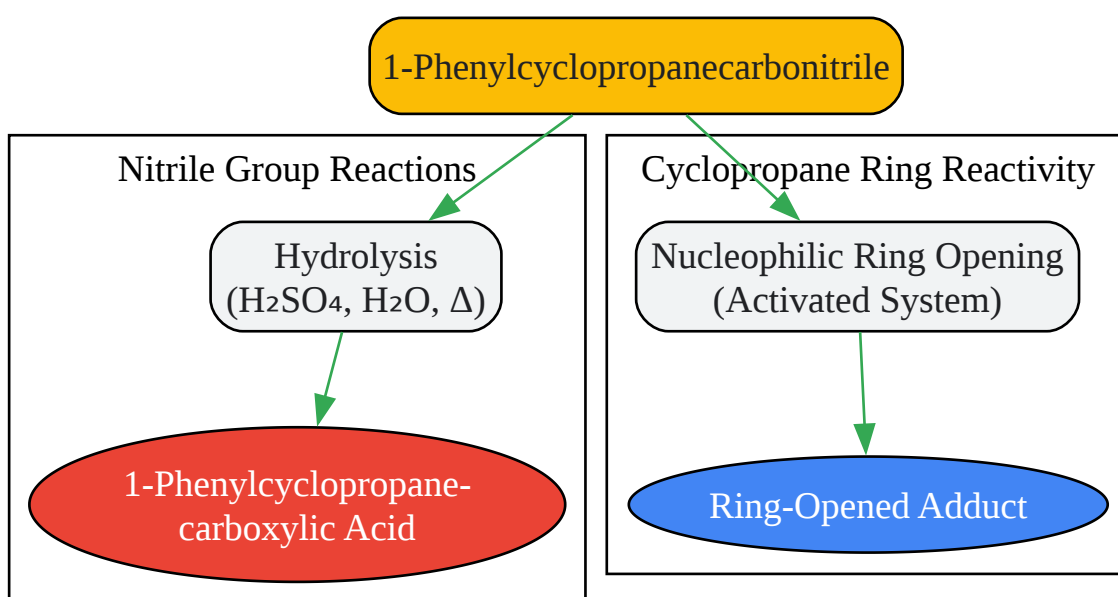 1-Phenylcyclopropanecarbonitrile
Nitrile Group Reactions
Hydrolysis
(H₂SO₄, H₂O, Δ)
1-Phenylcyclopropane-
carboxylic Acid
Cyclopropane Ring Reactivity
Nucleophilic Ring Opening
(Activated System)
Ring-Opened Adduct